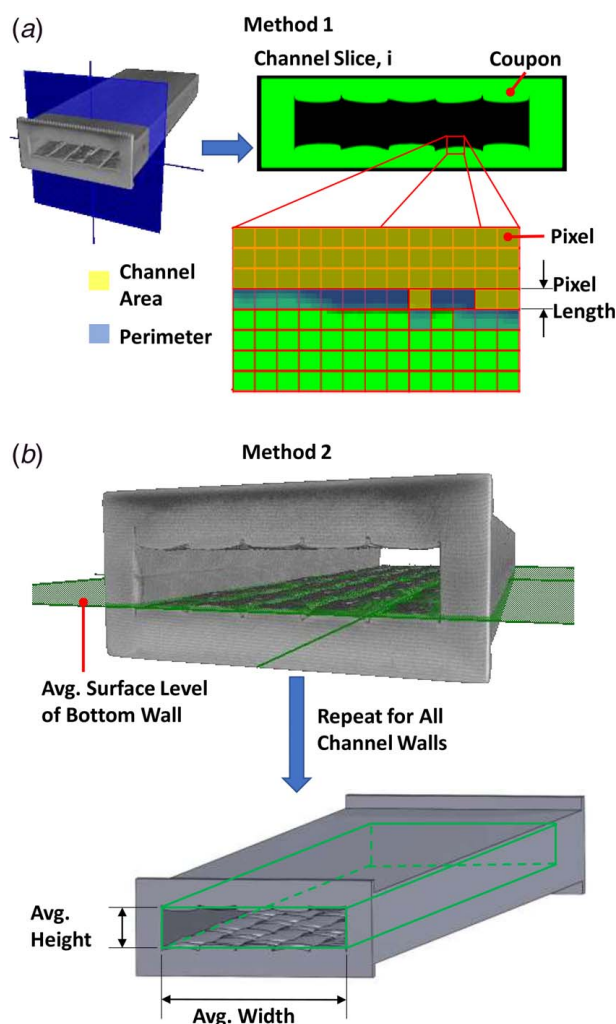 (a)
Method 1
Channel Slice, i
Coupon
Pixel
Pixel
Length
Channel
Area
Perimeter
(b)
Method 2
Avg. Surface Level
of Bottom Wall
Repeat for All
Channel Walls
Avg.
Height
Avg. Width